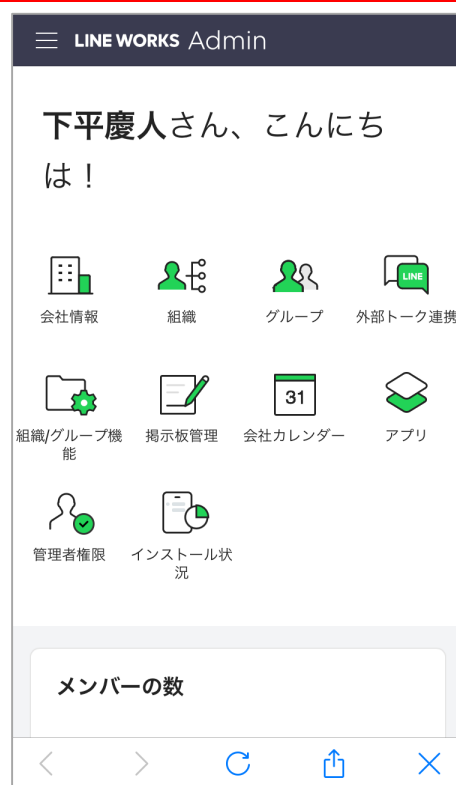 LINE WORKS Admin
下平慶人さん、こんにち
は！
LINE
会社情報
組織
グループ
外部トーク連携
31
組織/グループ機
能
掲示板管理
会社カレンダー
アプリ
管理者権限
インストール状
況
メンバーの数